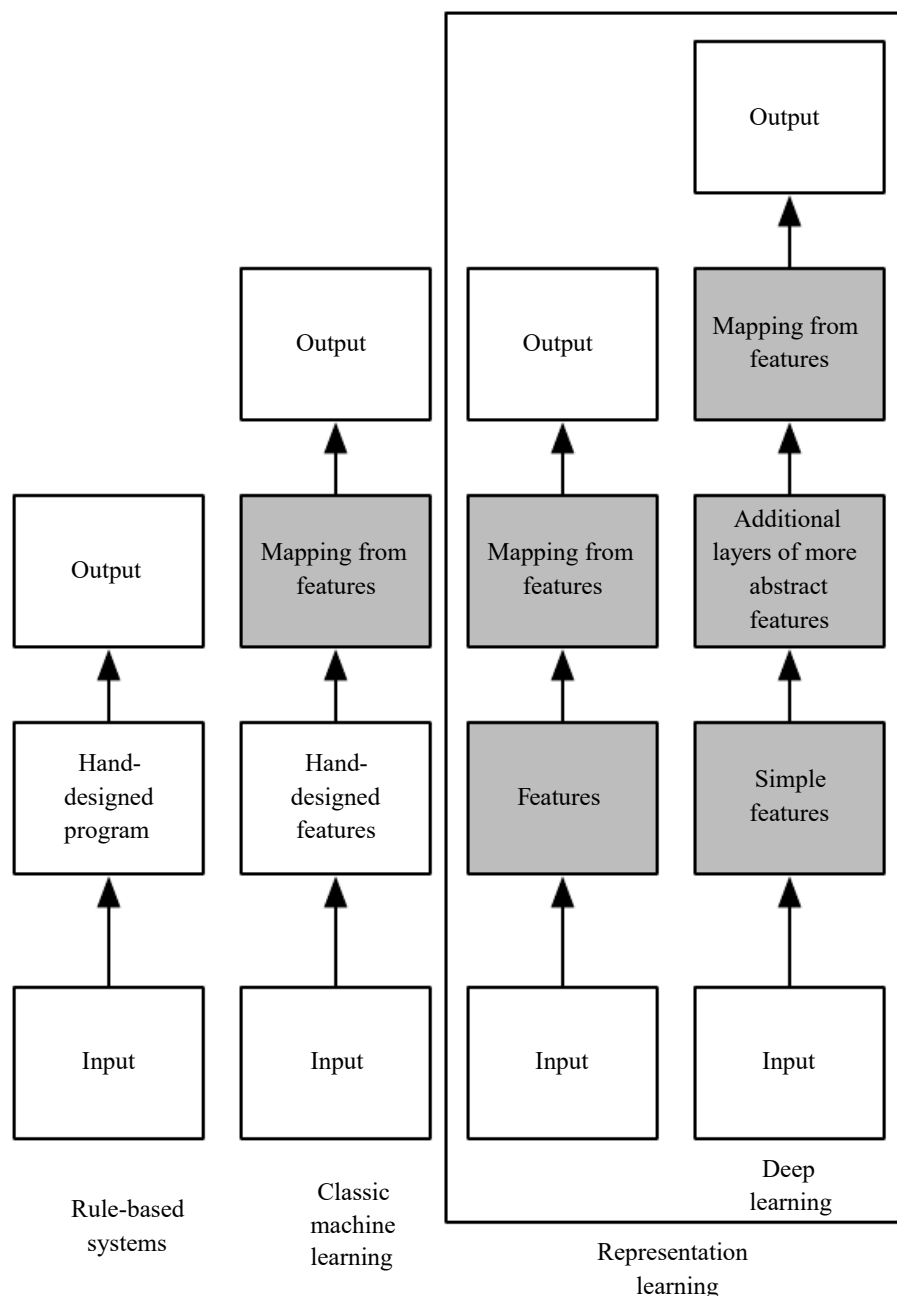 Output
Output
Output
Mapping from
features
Output
Mapping from
features
Mapping from
features
Additional
layers of more
abstract
features
Hand-
designed
program
Hand-
designed
features
Features
Simple
features
Input
Input
Input
Input
Rule-based
systems
Classic
machine
learning
Deep
learning
Representation
learning